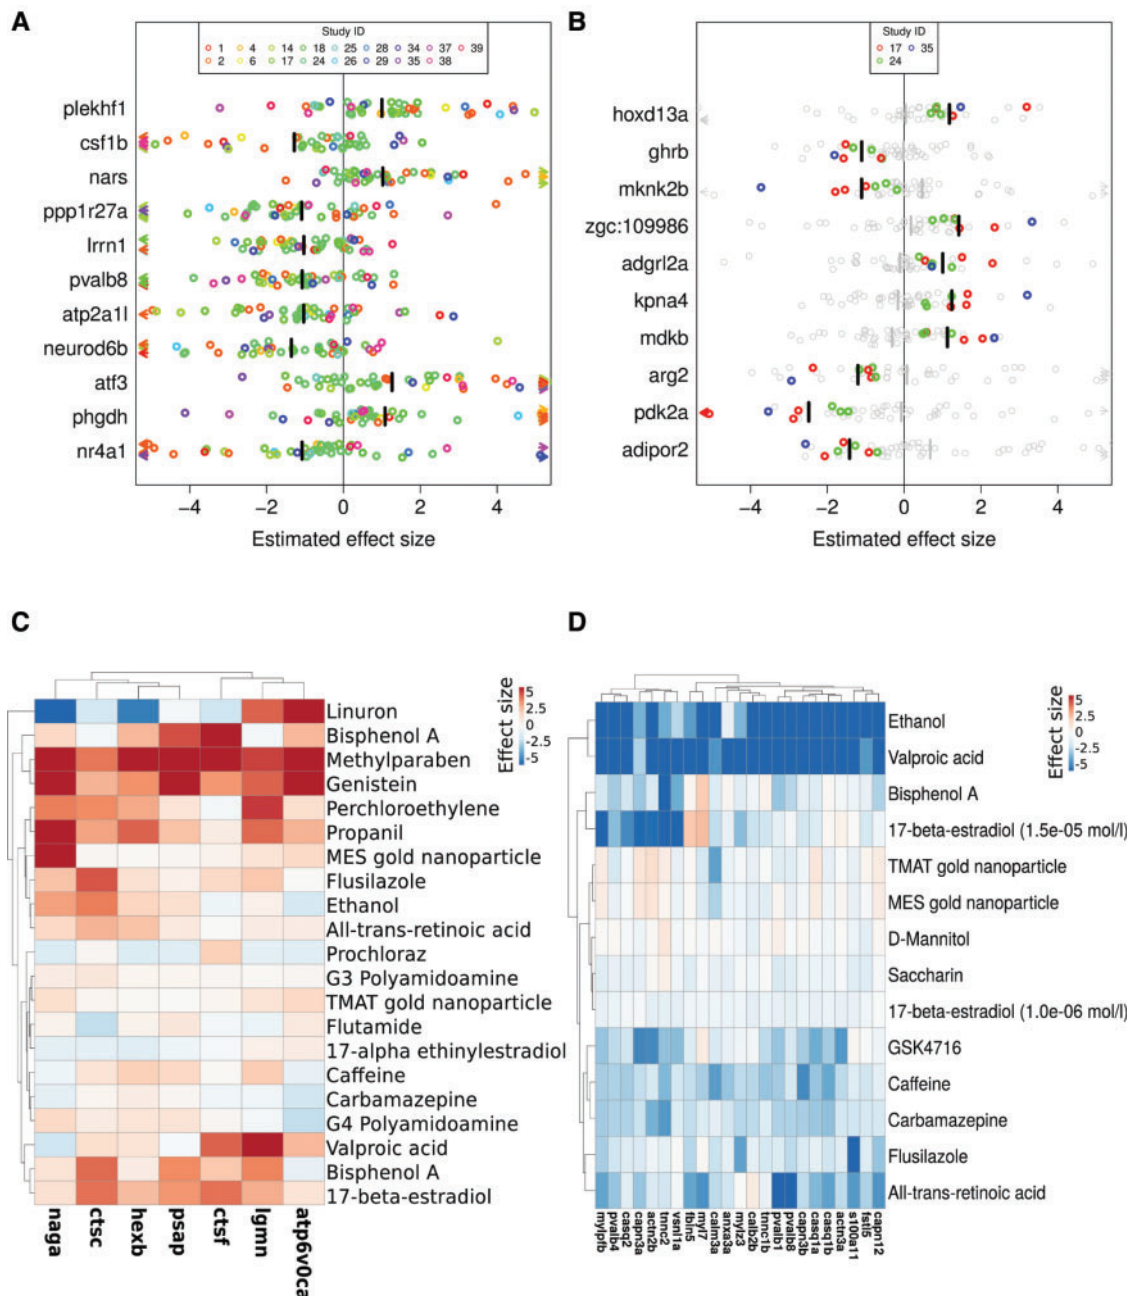 A
Study ID
1 4 14 18 25 28 34 37 39
2 6 17 24 26 29 35 38
plekhf1
csf1b
nars
ppp1r27a
lrrn1
pvalb8
atp2a1l
neurod6b
atf3
phgdh
nr4a1
−4 −2 0 2 4
Estimated effect size
B
Study ID
17 35
24
hoxd13a
ghrb
mknk2b
zgc:109986
adgrl2a
kpna4
mdkb
arg2
pdk2a
adipor2
−4 −2 0 2 4
Estimated effect size
C
Effect size
5
2.5
0
−2.5
−5
Linuron
Bisphenol A
Methylparaben
Genistein
Perchloroethylene
Propanil
MES gold nanoparticle
Flusilazole
Ethanol
All-trans-retinoic acid
Prochloraz
G3 Polyamidoamine
TMAT gold nanoparticle
Flutamide
17-alpha ethinylestradiol
Caffeine
Carbamazepine
G4 Polyamidoamine
Valproic acid
Bisphenol A
17-beta-estradiol
naga ctsc hexb psap ctsf lgmn atp6v0ca
D
Effect size
5
2.5
0
−2.5
−5
Ethanol
Valproic acid
Bisphenol A
17-beta-estradiol (1.5e-05 mol/l)
TMAT gold nanoparticle
MES gold nanoparticle
D-Mannitol
Saccharin
17-beta-estradiol (1.0e-06 mol/l)
GSK4716
Caffeine
Carbamazepine
Flusilazole
All-trans-retinoic acid
mylpfb pvalb4 casq2 capn3a actn2b tnnc2 vsnl1a fbln5 myl7 calm3a anxa3a mylz3 calb2b tnnc1b pvalb1 pvalb8 capn3b casq1a casq1b actn3a s100a11 fstl5 capn12